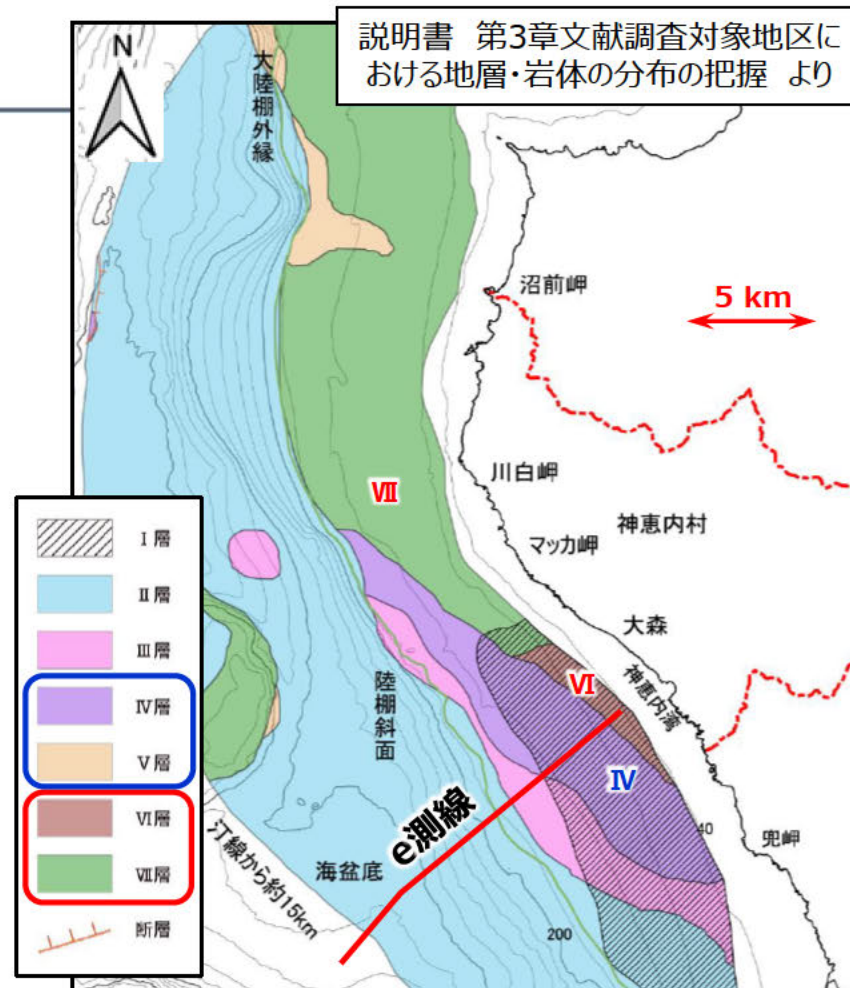 説明書 第3章文献調査対象地区に
おける地層・岩体の分布の把握 より
N
大陸棚外縁
沼前岬
5 km
川白岬
Ⅶ
神恵内村
マッカ岬
大森
Ⅰ層
Ⅱ層
Ⅲ層
Ⅳ層
Ⅴ層
Ⅵ層
Ⅶ層
断層
神恵内湾
Ⅵ
陸棚斜面
Ⅳ
e測線
40
兜岬
汀線から約15km
海盆底
200